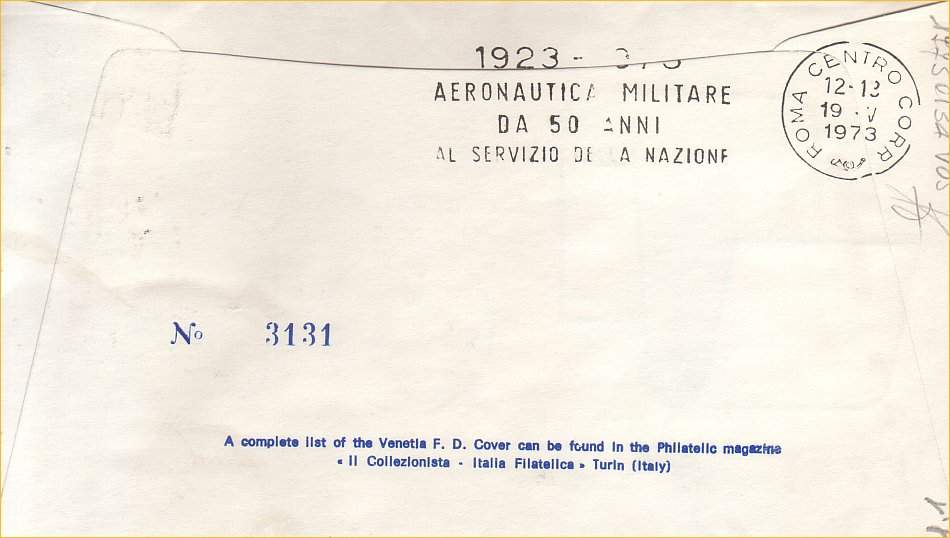 1923 -
AERONAUTICA MILITARE
DA 50 ANNI
AL SERVIZIO DELLA NAZIONE
ROMA CENTRO CORR
12-13
19 · V
1973
No 3131
A complete list of the Venetia F. D. Cover can be found in the Philatelic magazine
« Il Collezionista - Italia Filatelica » Turin (Italy)